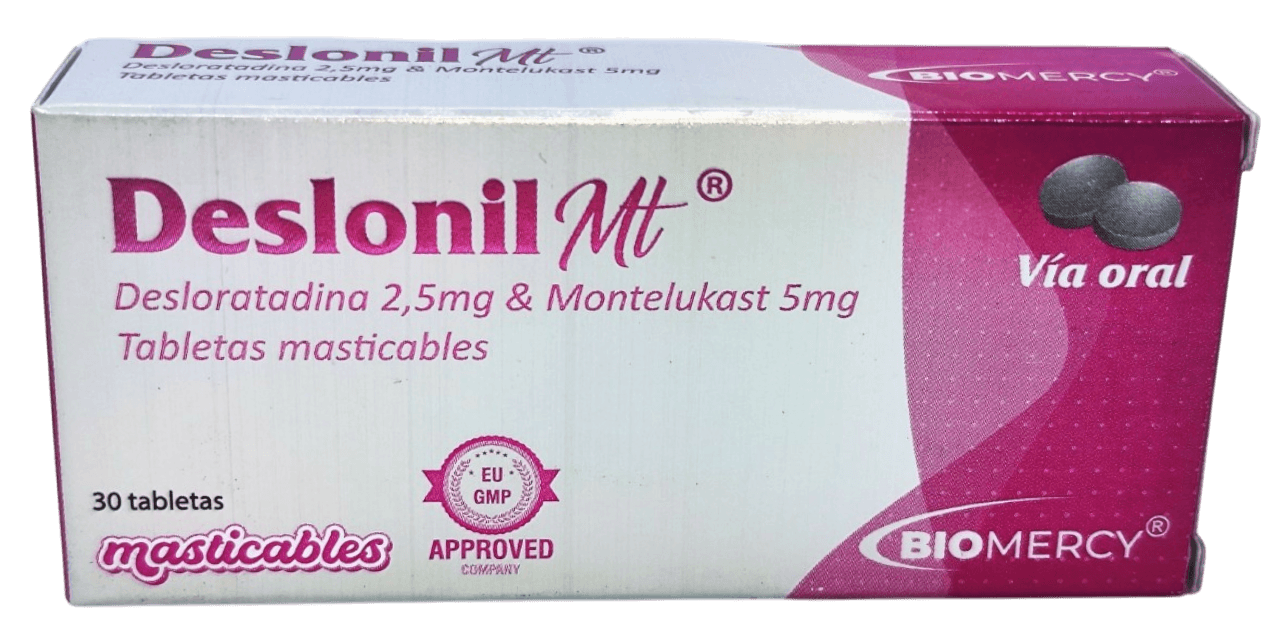 Deslonil Mt®
Desloratadina 2,5mg & Montelukast 5mg
Tabletas masticables
BIOMERCY®
Deslonil Mt®
Desloratadina 2,5mg & Montelukast 5mg
Tabletas masticables
Vía oral
30 tabletas
masticables
EU
GMP
APPROVED
COMPANY
BIOMERCY®